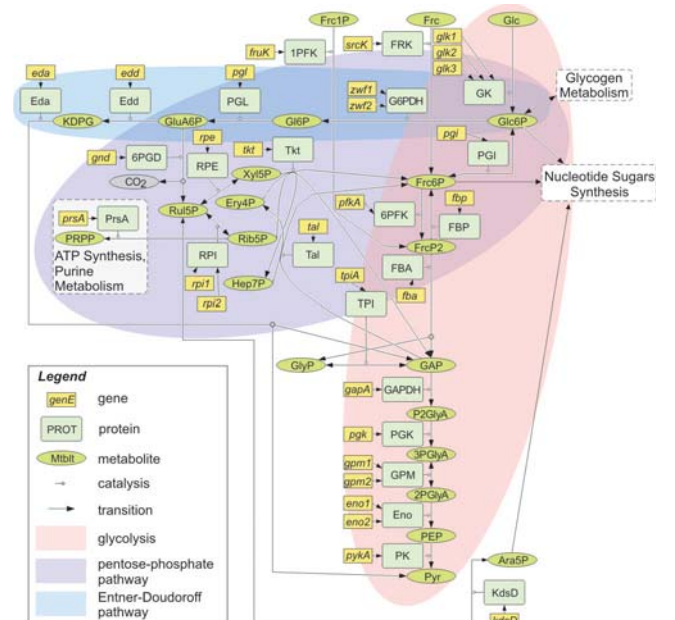 Frc1P
Frc
Glc
fruK
1PFK
srcK
FRK
glk1
glk2
glk3
GK
eda
edd
pgl
zwf1
zwf2
G6PDH
Glycogen
Metabolism
Eda
Edd
PGL
KDPG
GluA6P
Gl6P
Glc6P
gnd
6PGD
rpe
RPE
tkt
Tkt
pgi
PGI
CO2
Xyl5P
Frc6P
Nucleotide Sugars
Synthesis
prsA
PrsA
Rul5P
Ery4P
pfkA
6PFK
fbp
FBP
PRPP
Rib5P
tal
Tal
FrcP2
ATP Synthesis,
Purine
Metabolism
RPI
rpi1
rpi2
Hep7P
tpiA
TPI
FBA
fba
GlyP
GAP
gapA
GAPDH
P2GlyA
pgk
PGK
3PGlyA
gpm1
gpm2
GPM
2PGlyA
eno1
eno2
Eno
PEP
pykA
PK
Pyr
Ara5P
KdsD
kdsD
Legend
genE
gene
PROT
protein
Mtblt
metabolite
catalysis
transition
glycolysis
pentose-phosphate
pathway
Entner-Doudoroff
pathway